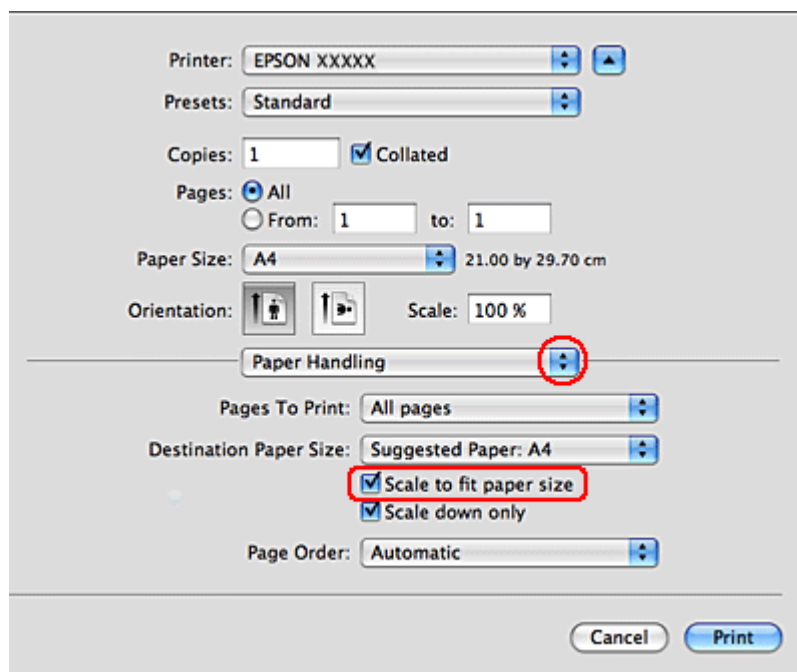 Printer: EPSON XXXXX
Presets: Standard
Copies: 1 Collated
Pages: All
From: 1 to: 1
Paper Size: A4 21.00 by 29.70 cm
Orientation: Scale: 100 %
Paper Handling
Pages To Print: All pages
Destination Paper Size: Suggested Paper: A4
Scale to fit paper size
Scale down only
Page Order: Automatic
Cancel Print